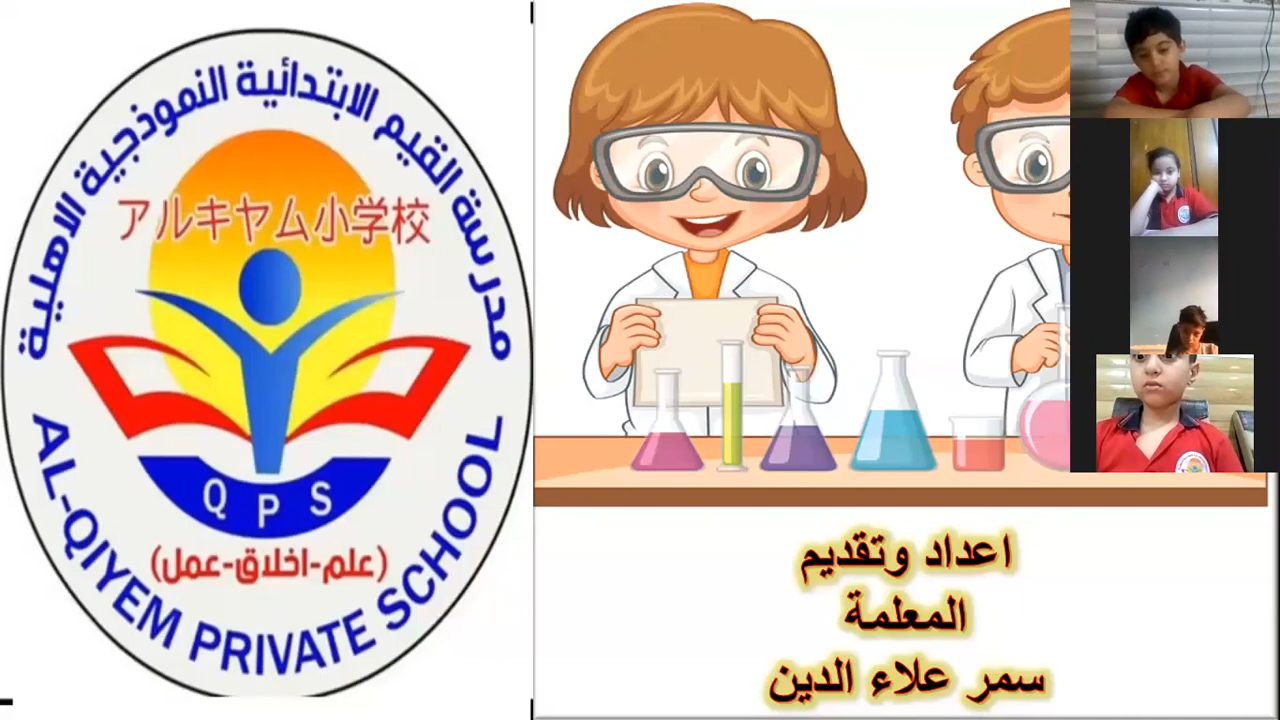 مدرسة القيم الابتدائية النموذجية الاهلية
アルキヤム小学校
Q P S
(علم-اخلاق-عمل)
AL-QIYEM PRIVATE SCHOOL
اعداد وتقديم
المعلمة
سمر علاء الدين